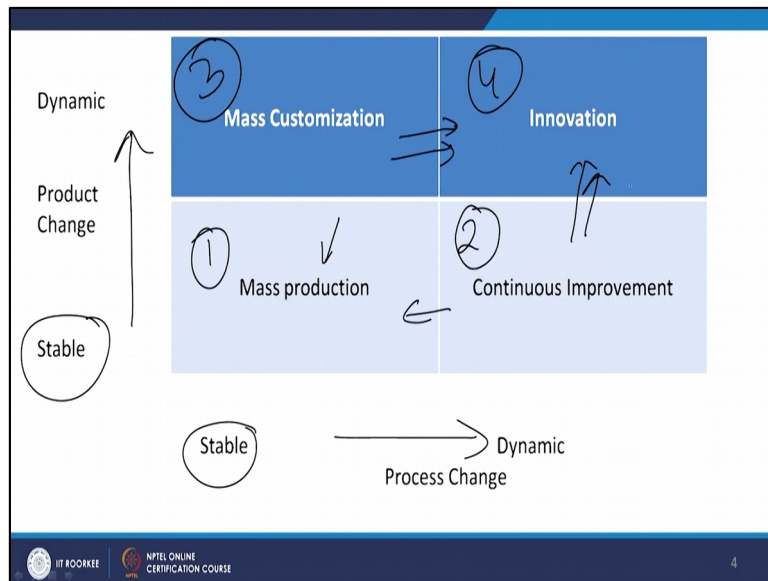 Dynamic
Product
Change
Stable
3
Mass Customization
4
Innovation
1
Mass production
2
Continuous Improvement
Stable
Dynamic
Process Change
IIT ROORKEE
NPTEL ONLINE
CERTIFICATION COURSE
4